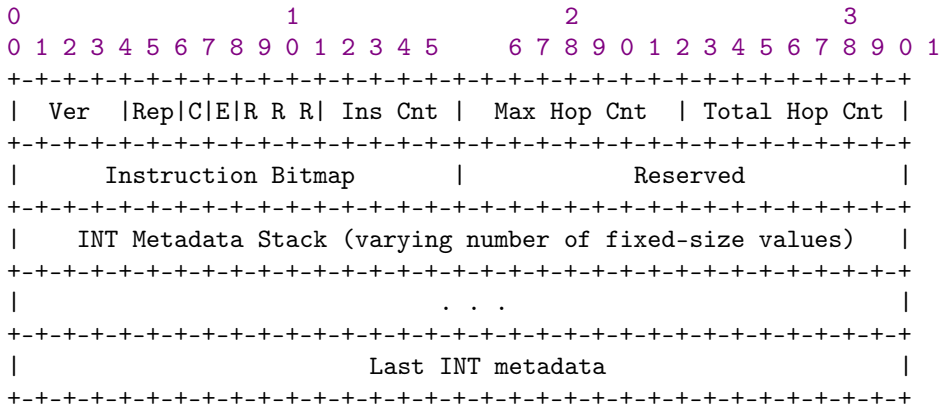 0 1 2 3
0 1 2 3 4 5 6 7 8 9 0 1 2 3 4 5 6 7 8 9 0 1 2 3 4 5 6 7 8 9 0 1
+-+-+-+-+-+-+-+-+-+-+-+-+-+-+-+-+-+-+-+-+-+-+-+-+-+-+-+-+-+-+-+-+
| Ver |Rep|C|E|R R R| Ins Cnt | Max Hop Cnt | Total Hop Cnt |
+-+-+-+-+-+-+-+-+-+-+-+-+-+-+-+-+-+-+-+-+-+-+-+-+-+-+-+-+-+-+-+-+
| Instruction Bitmap | Reserved |
+-+-+-+-+-+-+-+-+-+-+-+-+-+-+-+-+-+-+-+-+-+-+-+-+-+-+-+-+-+-+-+-+
| INT Metadata Stack (varying number of fixed-size values) |
+-+-+-+-+-+-+-+-+-+-+-+-+-+-+-+-+-+-+-+-+-+-+-+-+-+-+-+-+-+-+-+-+
| . . . |
+-+-+-+-+-+-+-+-+-+-+-+-+-+-+-+-+-+-+-+-+-+-+-+-+-+-+-+-+-+-+-+-+
| Last INT metadata |
+-+-+-+-+-+-+-+-+-+-+-+-+-+-+-+-+-+-+-+-+-+-+-+-+-+-+-+-+-+-+-+-+